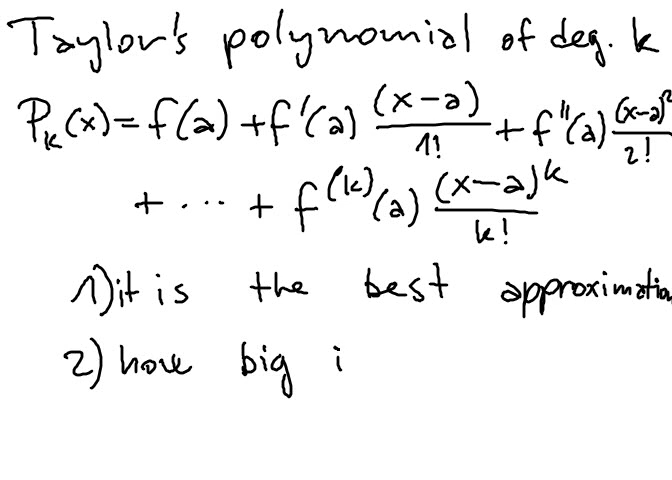 Taylor's polynomial of deg. k
P_k(x) = f(a) + f'(a) (x-a)/1! + f''(a) (x-a)^2/2!
+ ... + f^(k)(a) (x-a)^k/k!
1) it is the best approximation
2) how big i